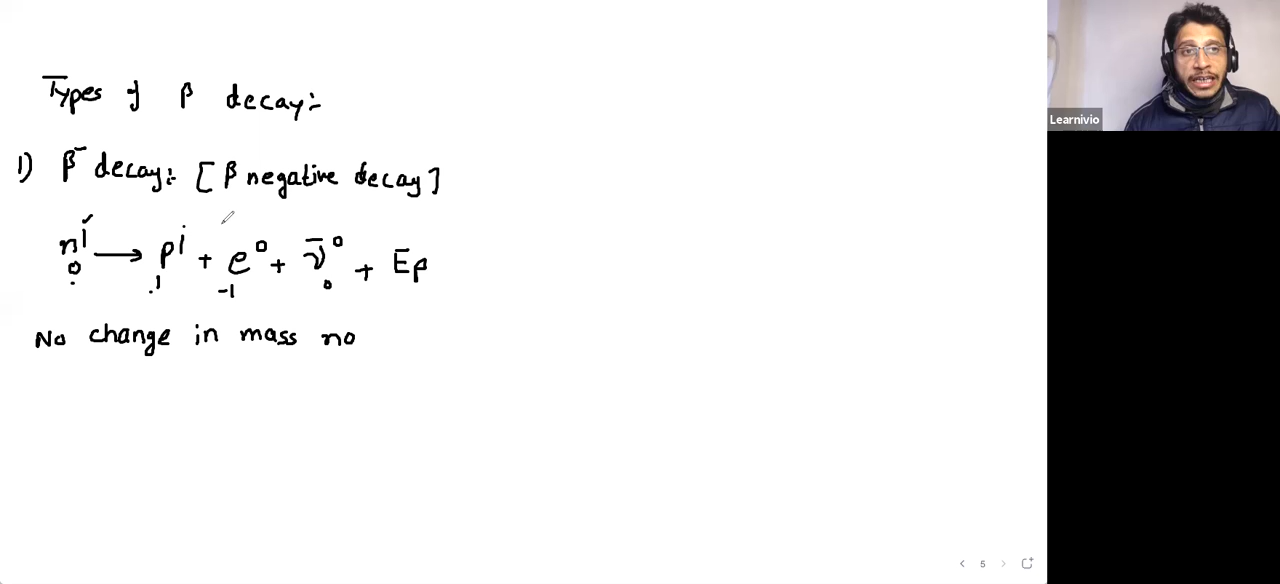 Types of β decay:-
1) β⁻ decay:- [β negative decay]
n¹₀ → p¹₁ + e⁰₋₁ + ν̄⁰₀ + Eβ
No change in mass no
Learnivio
5